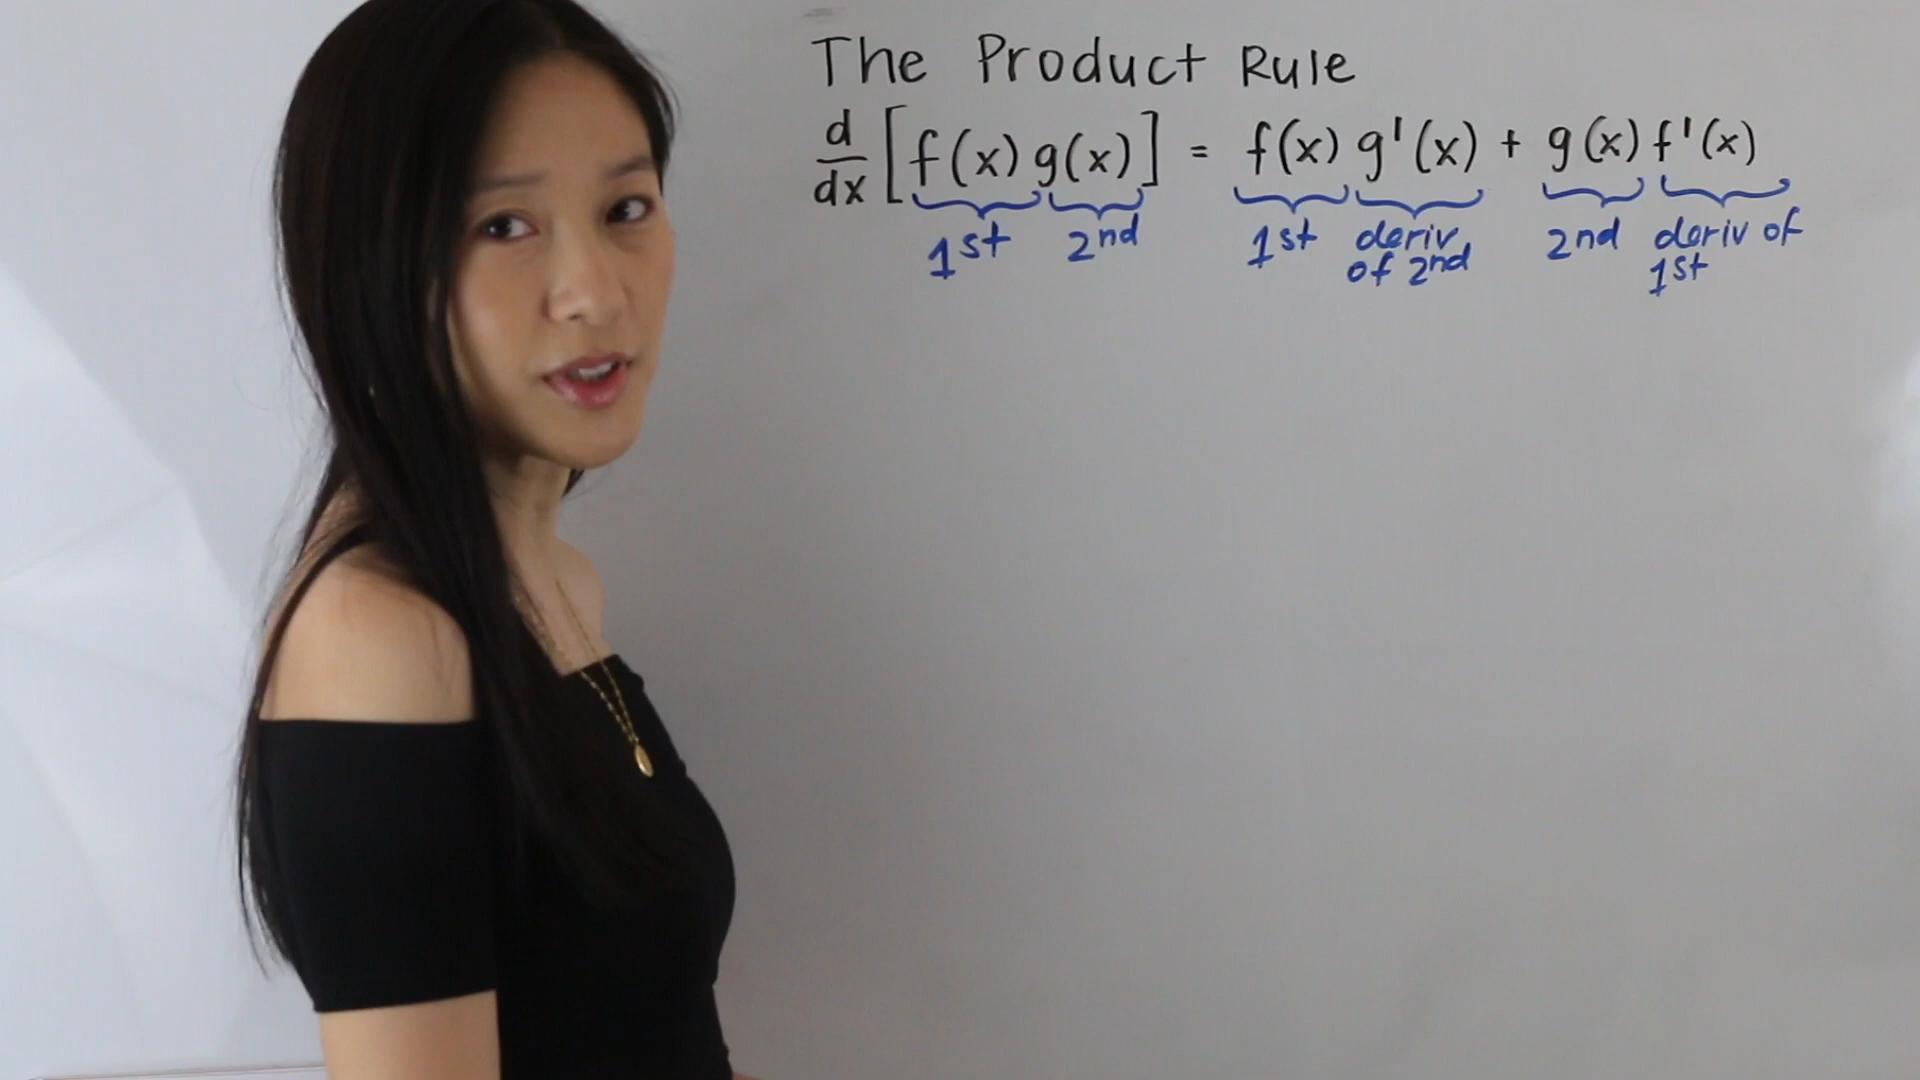 The Product Rule
d/dx [f(x) g(x)] = f(x) g'(x) + g(x) f'(x)
1st 2nd 1st deriv of 2nd 2nd deriv of 1st